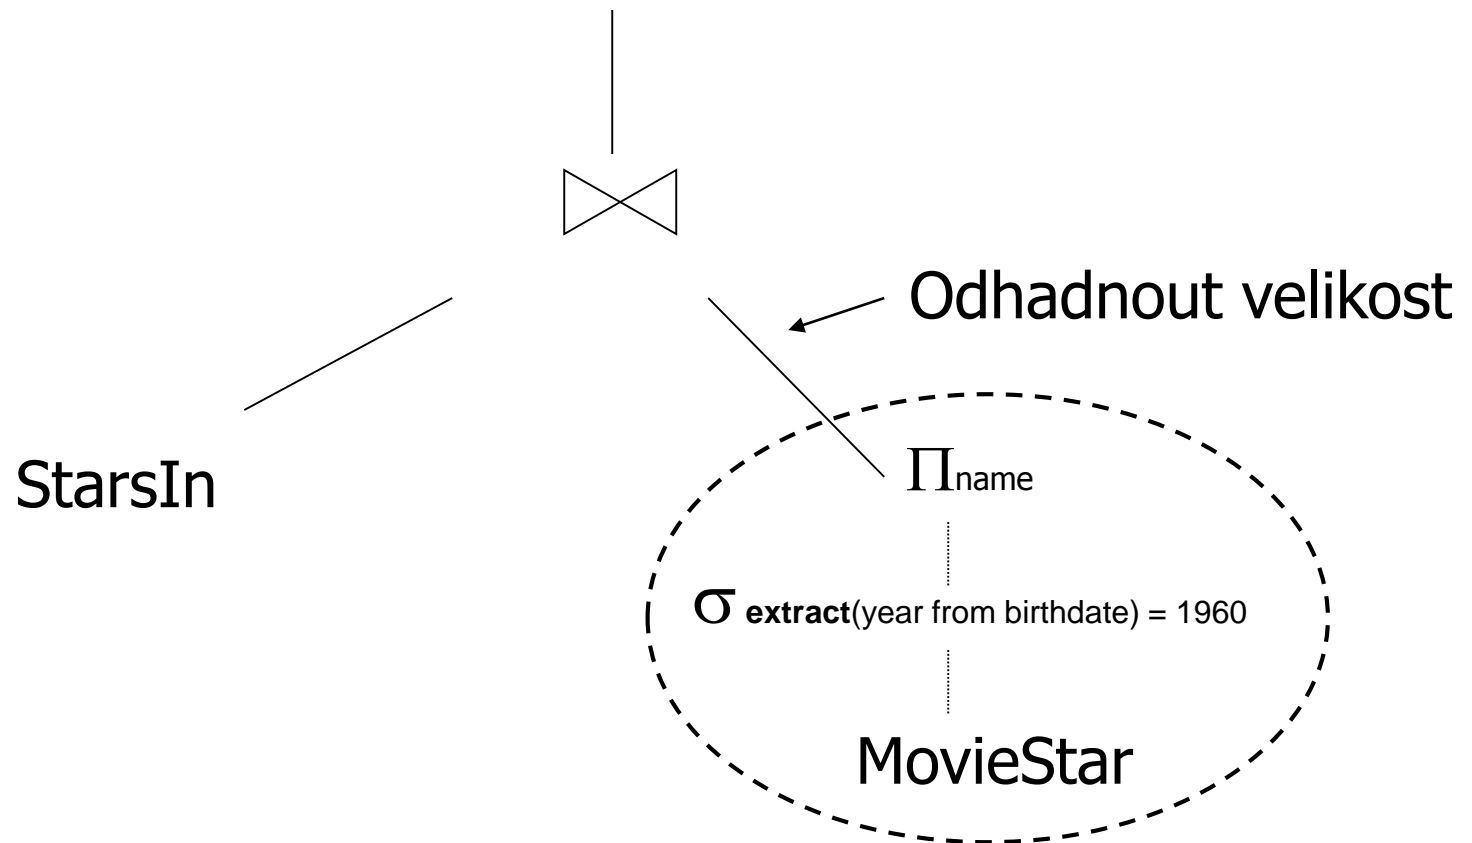 Odhadnout velikost
StarsIn
Πname
σ extract(year from birthdate) = 1960
MovieStar